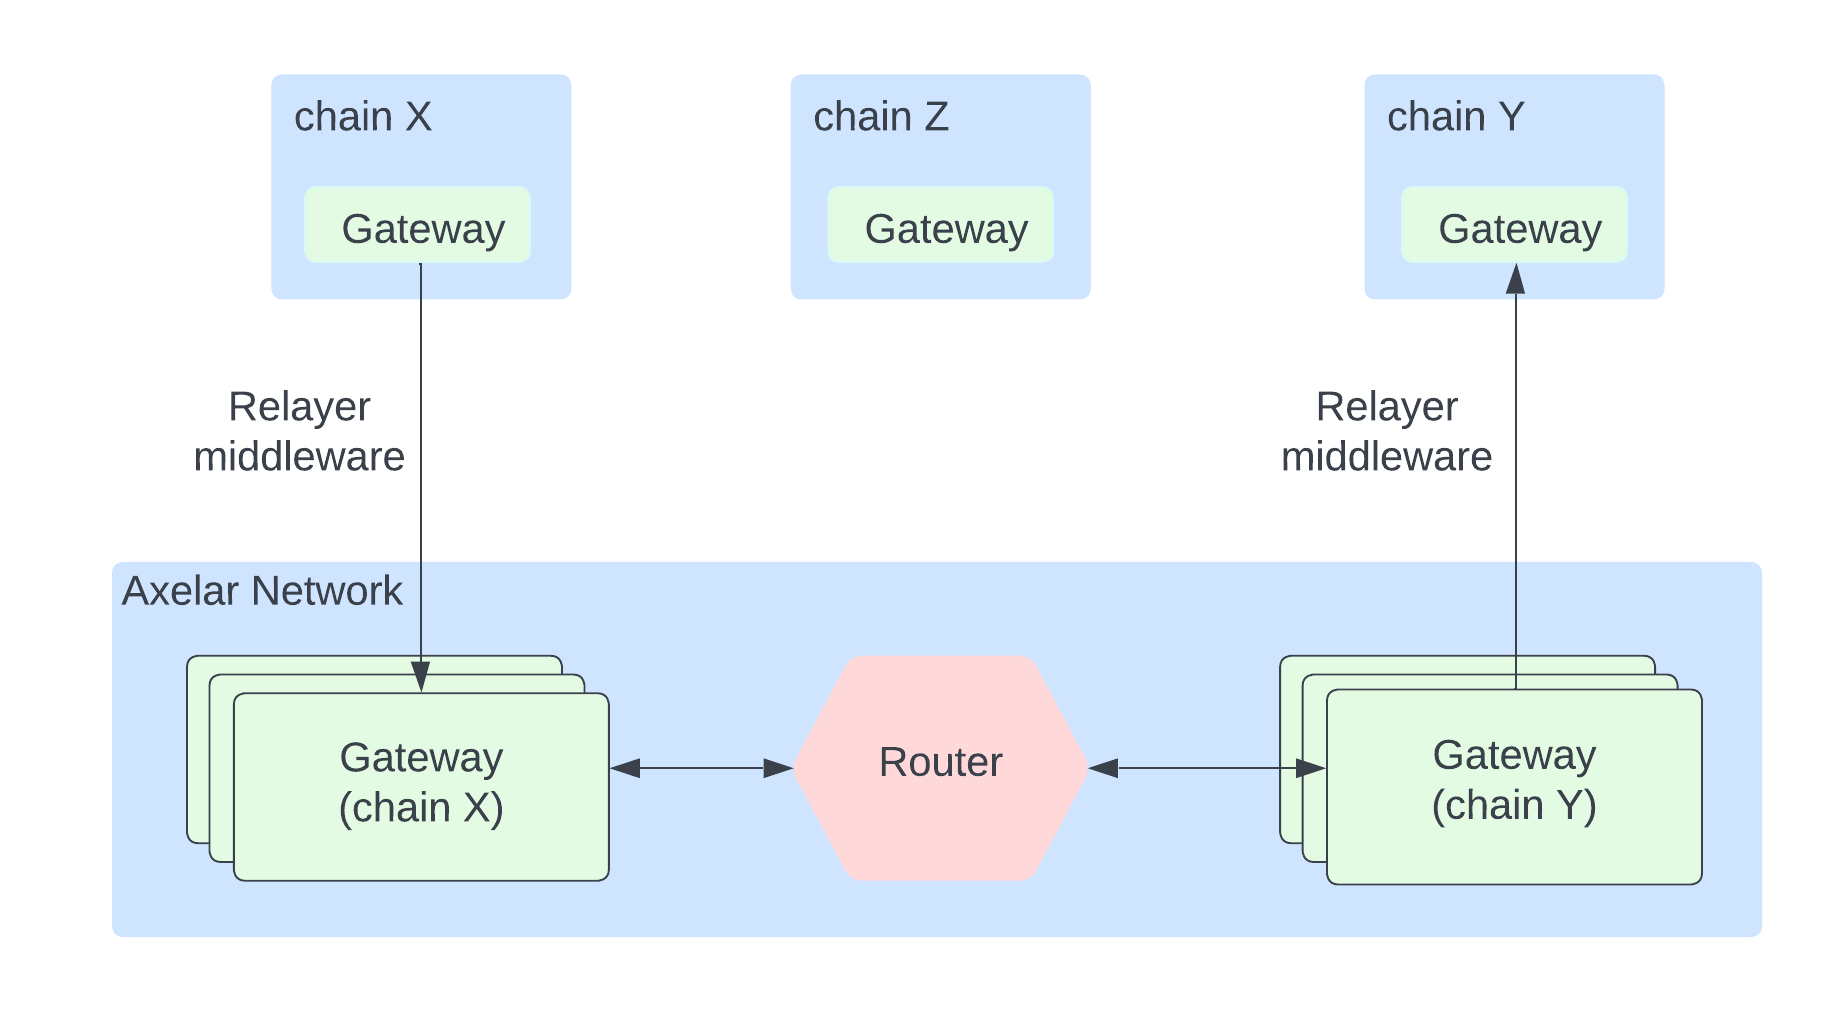 chain X
Gateway
chain Z
Gateway
chain Y
Gateway
Relayer
middleware
Relayer
middleware
Axelar Network
Gateway
(chain X)
Router
Gateway
(chain Y)